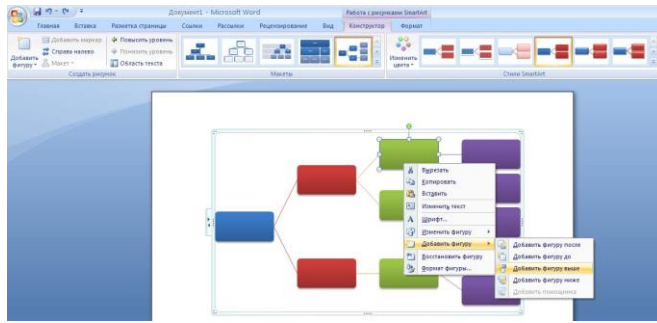 Документ1 - Microsoft Word
Работа с рисунками SmartArt
Главная Вставка Разметка страницы Ссылки Рассылки Рецензирование Вид Конструктор Формат
Добавить фигуру
Добавить маркер
Справа налево
Макет
Повысить уровень
Понизить уровень
Область текста
Изменить цвета
Создать рисунок Макеты Стили SmartArt
Вырезать
Копировать
Вставить
Изменить текст
Шрифт...
Изменить фигуру
Добавить фигуру
Восстановить фигуру
Формат фигуры...
Добавить фигуру после
Добавить фигуру до
Добавить фигуру выше
Добавить фигуру ниже
Добавить помощника